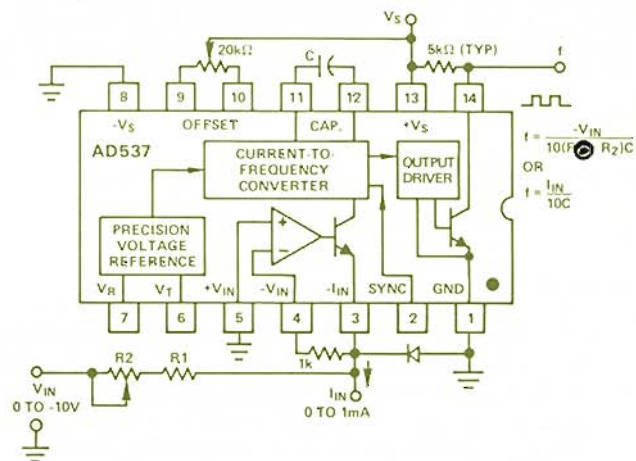 Vs
20kΩ
C
5kΩ (TYP)
f
8
9
10
11
12
13
14
-Vs
OFFSET
CAP.
+Vs
AD537
CURRENT-TO-
FREQUENCY
CONVERTER
OUTPUT
DRIVER
f = -VIN
R2)C
OR
f = IIN
10C
PRECISION
VOLTAGE
REFERENCE
+
-
VR
VT
+VIN
-VIN
-IIN
SYNC
GND
7
6
5
4
3
2
1
1k
R2
R1
VIN
0 TO -10V
IIN
0 TO 1mA